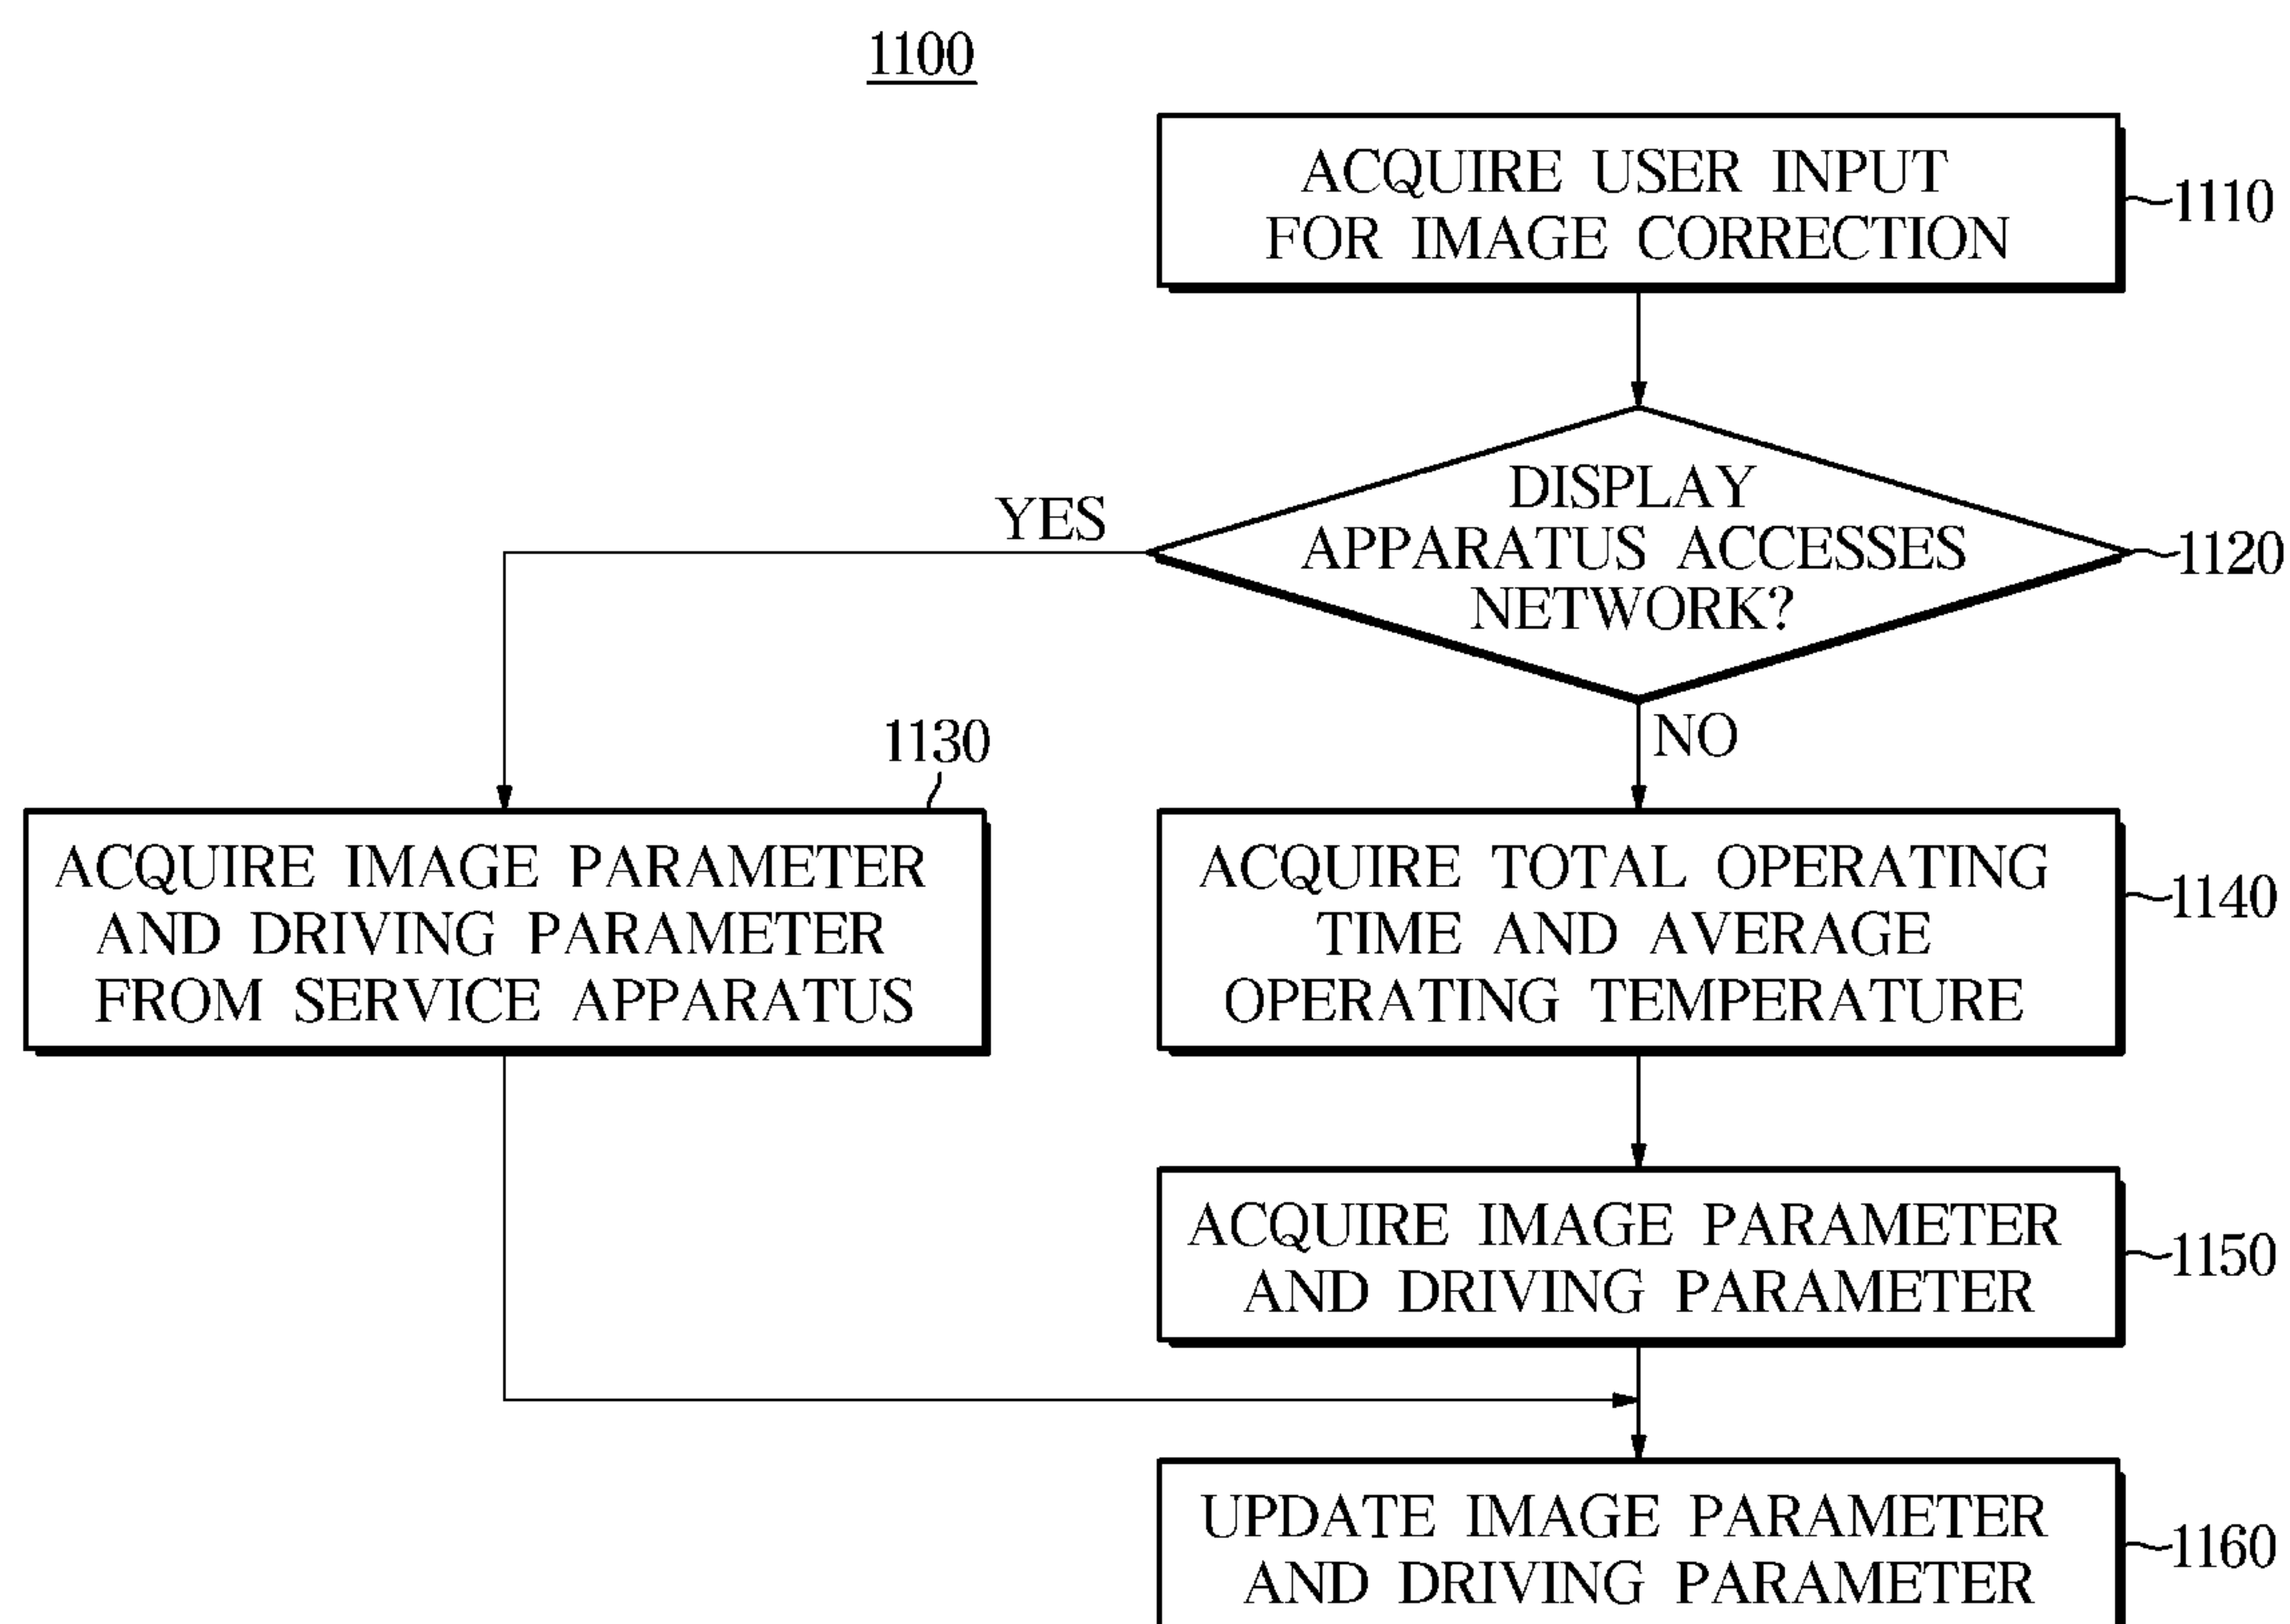 1100
ACQUIRE USER INPUT
FOR IMAGE CORRECTION
1110
DISPLAY
APPARATUS ACCESSES
NETWORK?
1120
YES
NO
1130
ACQUIRE IMAGE PARAMETER
AND DRIVING PARAMETER
FROM SERVICE APPARATUS
ACQUIRE TOTAL OPERATING
TIME AND AVERAGE
OPERATING TEMPERATURE
1140
ACQUIRE IMAGE PARAMETER
AND DRIVING PARAMETER
1150
UPDATE IMAGE PARAMETER
AND DRIVING PARAMETER
1160